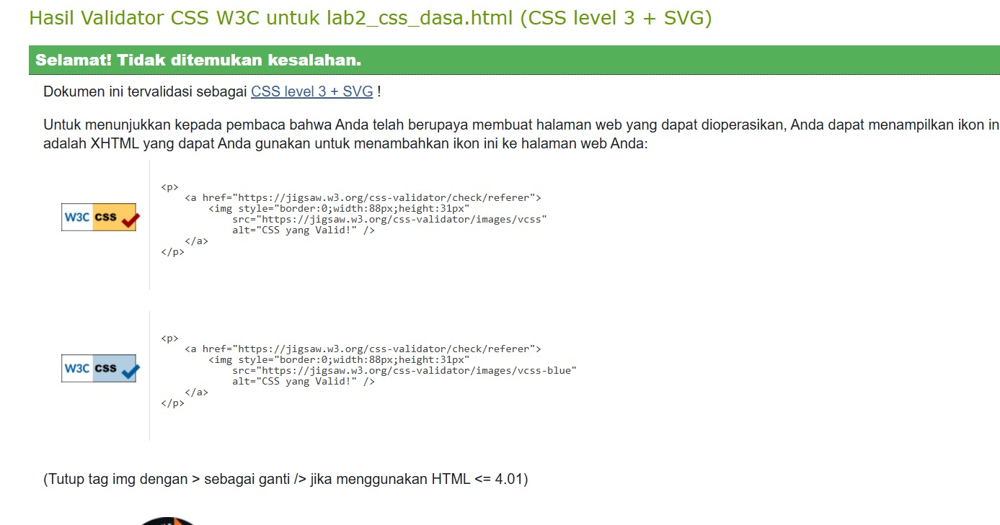 Hasil Validator CSS W3C untuk lab2_css_dasa.html (CSS level 3 + SVG)
Selamat! Tidak ditemukan kesalahan.
Dokumen ini tervalidasi sebagai CSS level 3 + SVG !
Untuk menunjukkan kepada pembaca bahwa Anda telah berupaya membuat halaman web yang dapat dioperasikan, Anda dapat menampilkan ikon in
adalah XHTML yang dapat Anda gunakan untuk menambahkan ikon ini ke halaman web Anda:
<p>
<a href="https://jigsaw.w3.org/css-validator/check/referer">
W3C css
<img style="border:0;width:88px;height:31px"
src="https://jigsaw.w3.org/css-validator/images/vcss"
alt="CSS yang Valid!" />
</a>
</p>
<p>
<a href="https://jigsaw.w3.org/css-validator/check/referer">
W3C css
<img style="border:0;width:88px;height:31px"
src="https://jigsaw.w3.org/css-validator/images/vcss-blue"
alt="CSS yang Valid!" />
</a>
</p>
(Tutup tag img dengan > sebagai ganti /> jika menggunakan HTML <= 4.01)